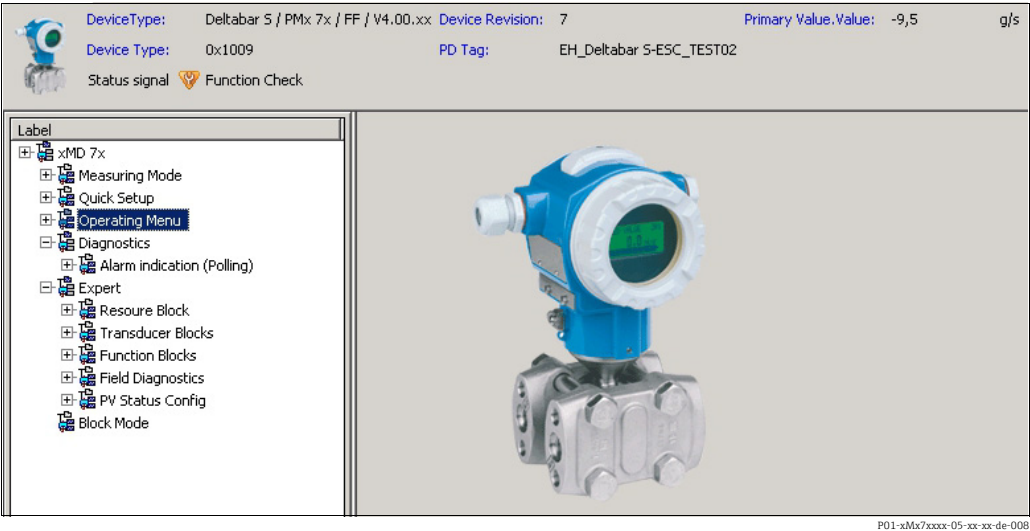 DeviceType: Deltabar S / PMx 7x / FF / V4.00.xx Device Revision: 7 Primary Value.Value: -9,5 g/s
Device Type: 0x1009 PD Tag: EH_Deltabar S-ESC_TEST02
Status signal Function Check
Label
xMD 7x
Measuring Mode
Quick Setup
Operating Menu
Diagnostics
Alarm indication (Polling)
Expert
Resoure Block
Transducer Blocks
Function Blocks
Field Diagnostics
PV Status Config
Block Mode
P01-xMx7xxxx-05-xx-xx-de-008